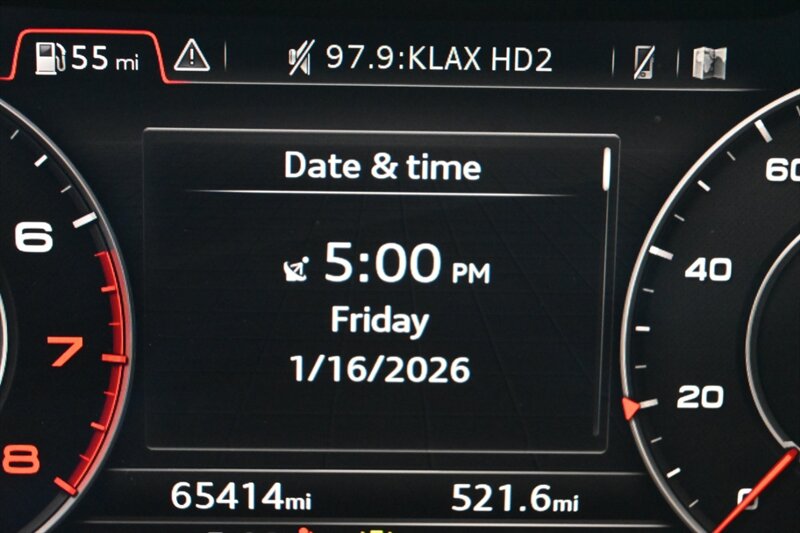 55 mi
97.9:KLAX HD2
Date & time
5:00 PM
Friday
1/16/2026
6
7
8
60
40
20
0
65414mi
521.6mi